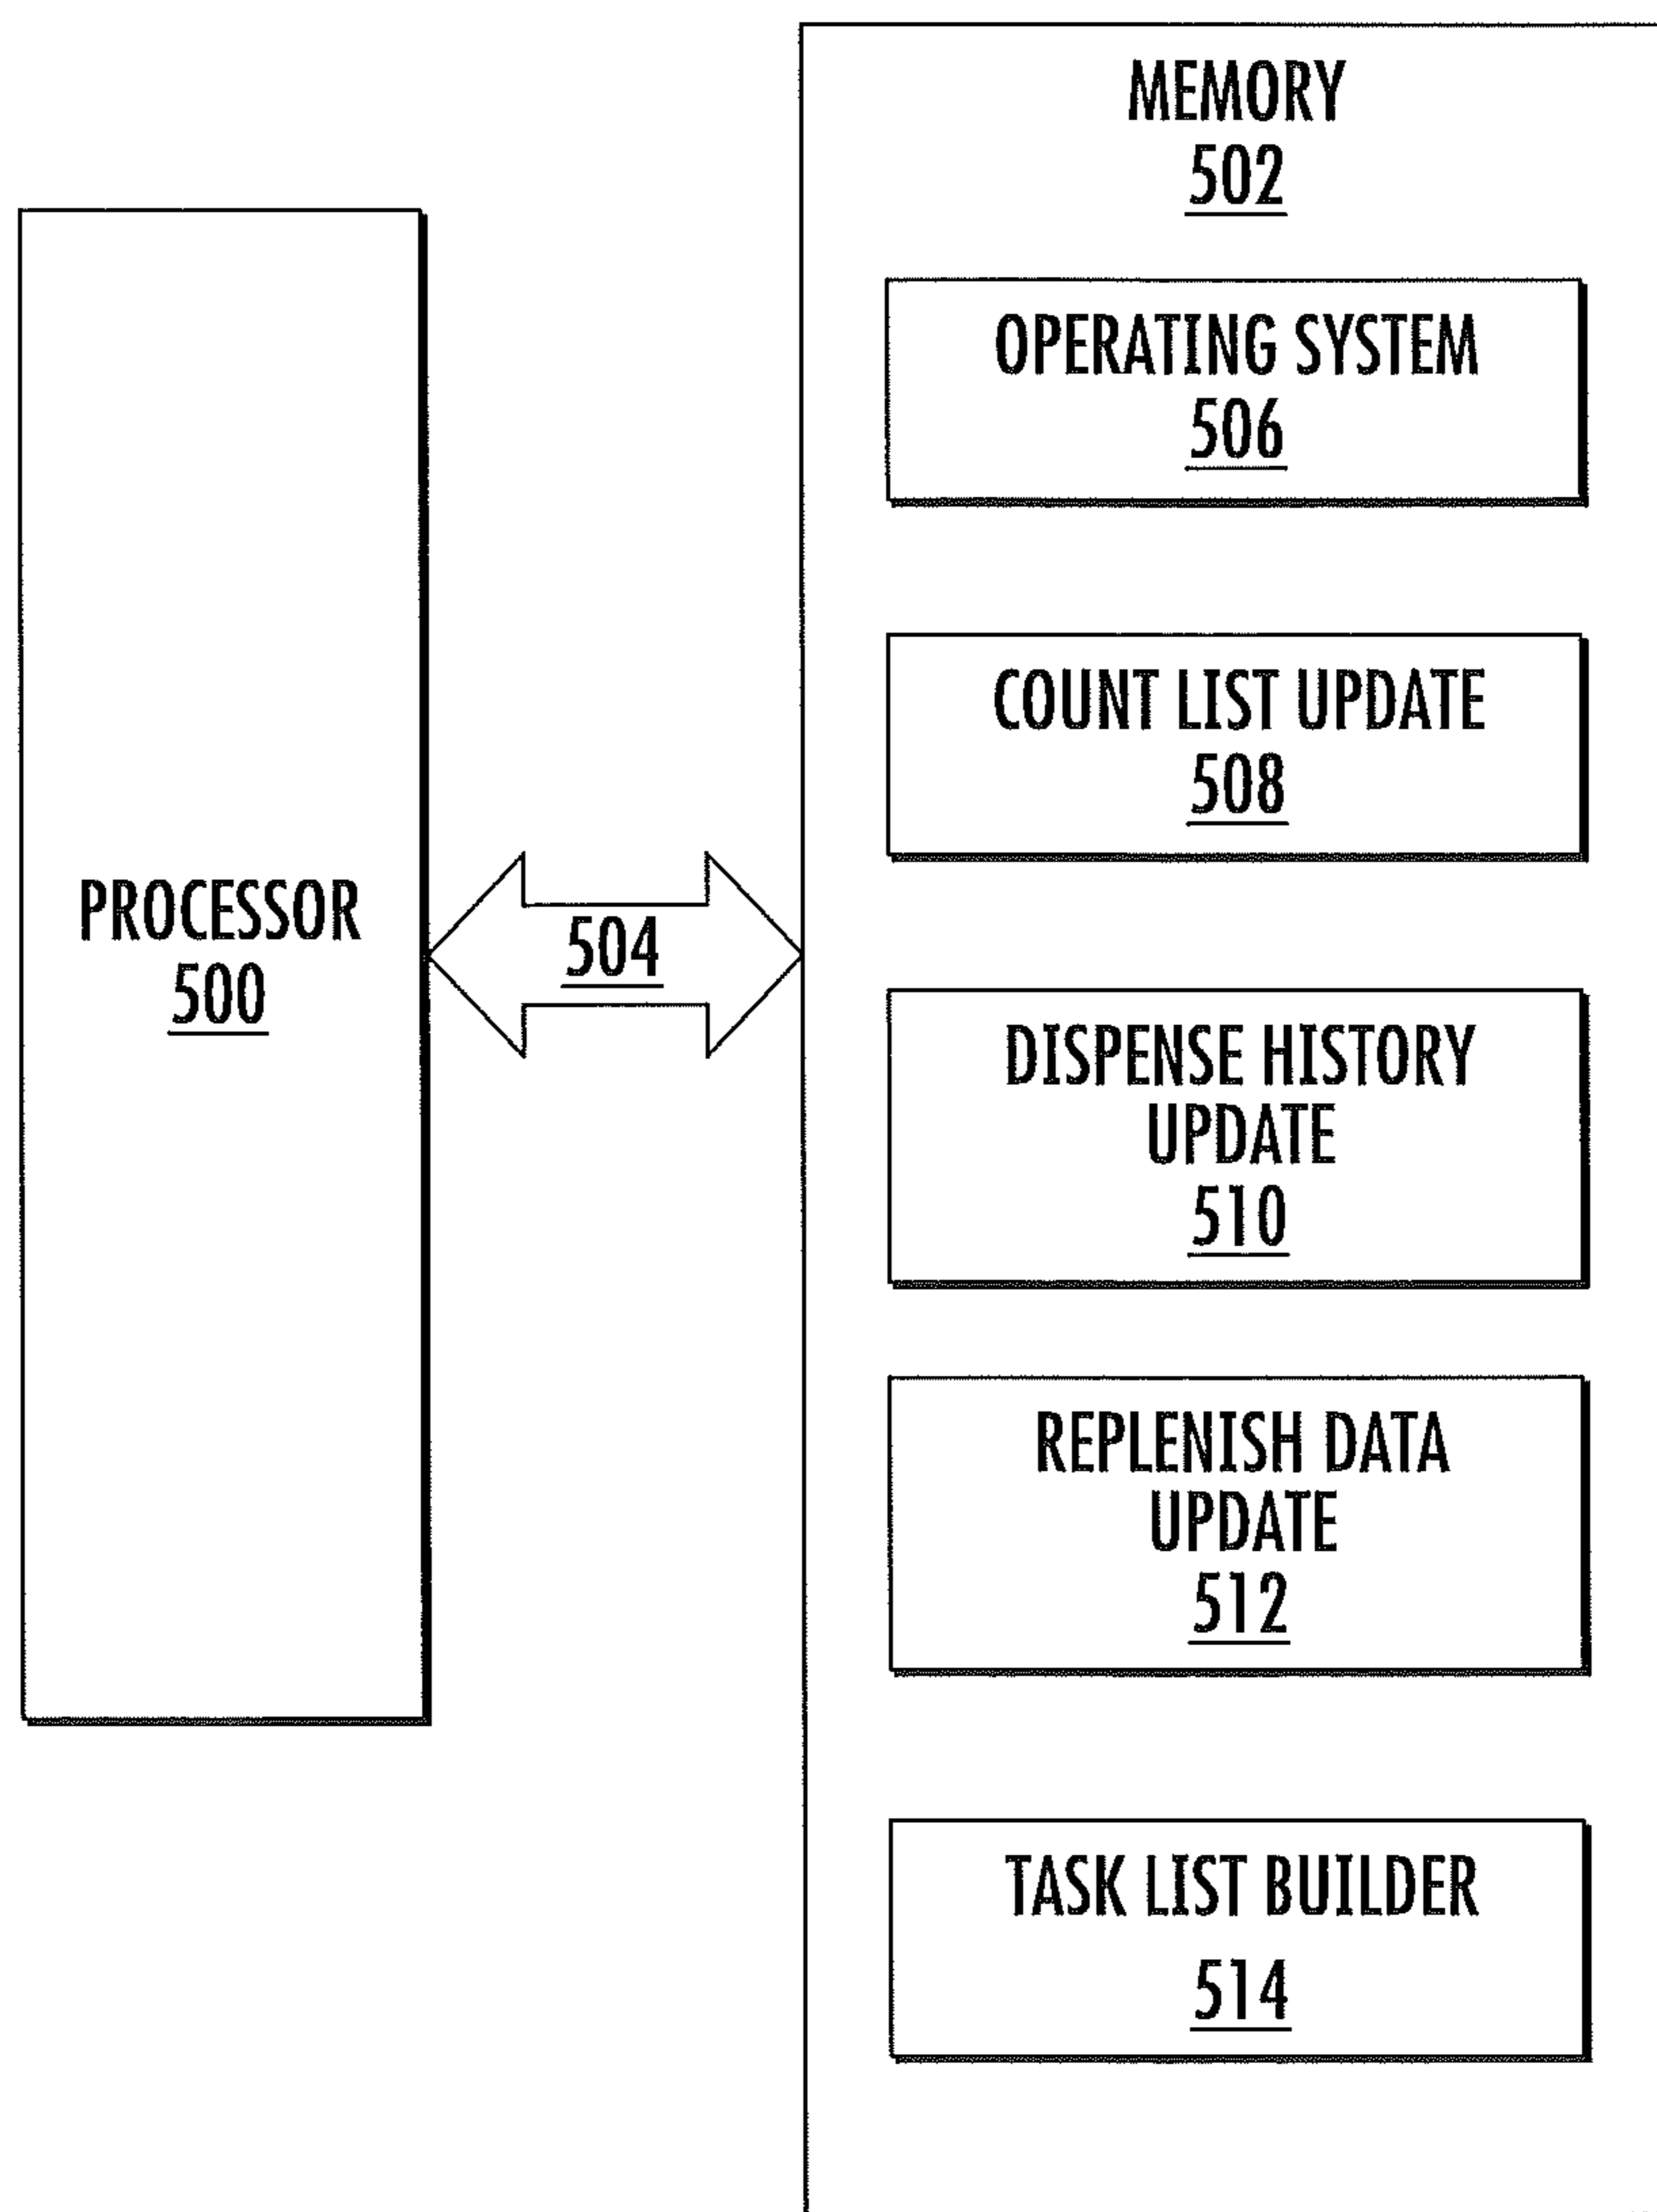 MEMORY
502
OPERATING SYSTEM
506
COUNT LIST UPDATE
508
PROCESSOR
500
504
DISPENSE HISTORY
UPDATE
510
REPLENISH DATA
UPDATE
512
TASK LIST BUILDER
514